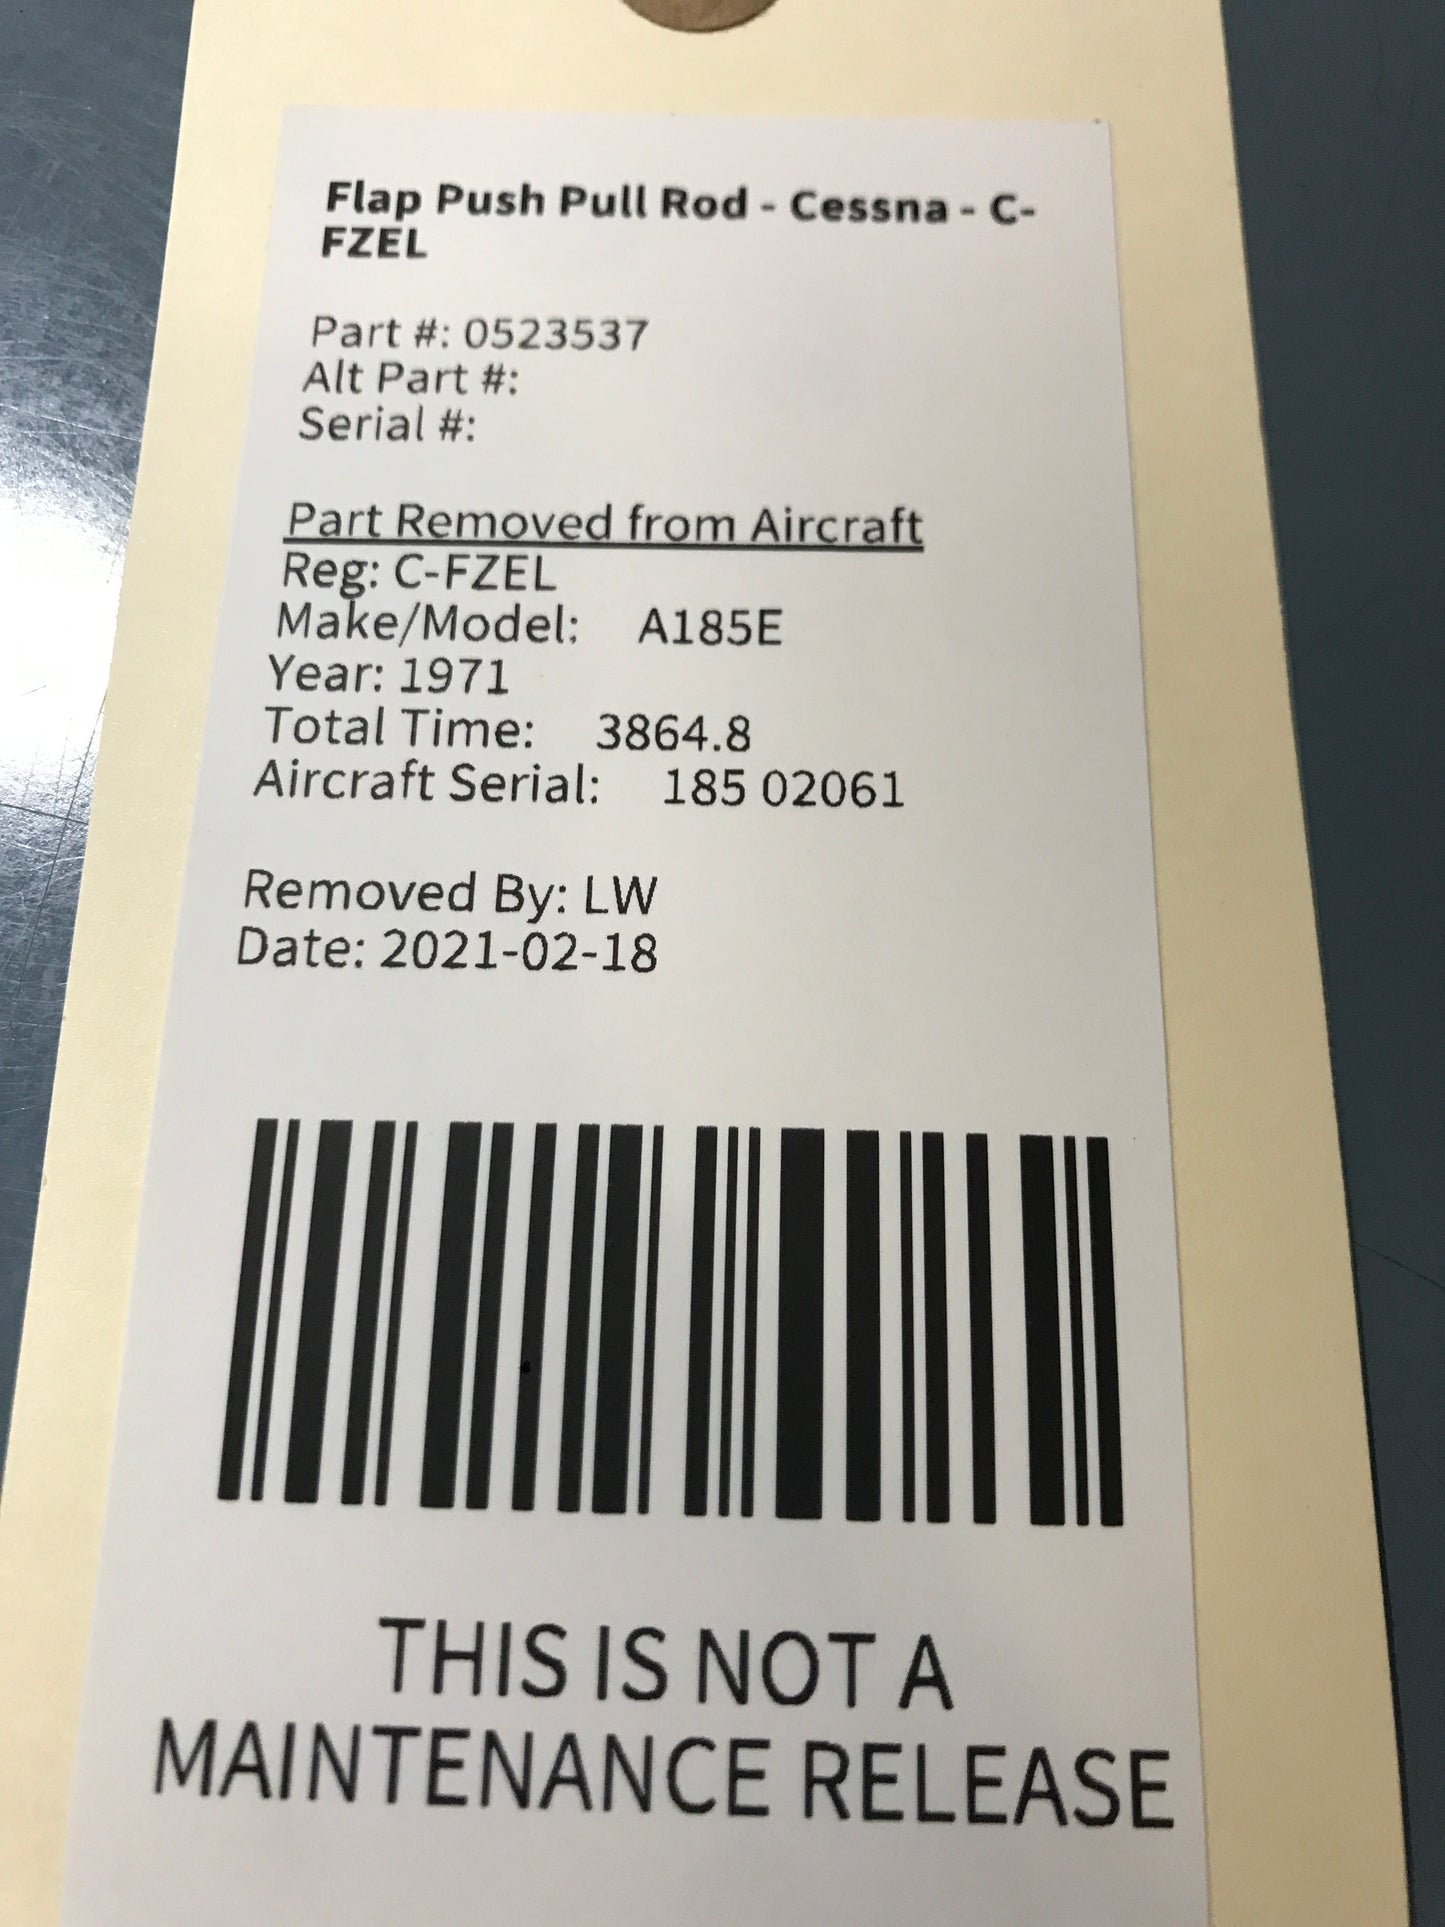 Flap Push Pull Rod - Cessna - C-
FZEL
Part #: 0523537
Alt Part #:
Serial #:
Part Removed from Aircraft
Reg: C-FZEL
Make/Model: A185E
Year: 1971
Total Time: 3864.8
Aircraft Serial: 185 02061
Removed By: LW
Date: 2021-02-18
THIS IS NOT A
MAINTENANCE RELEASE